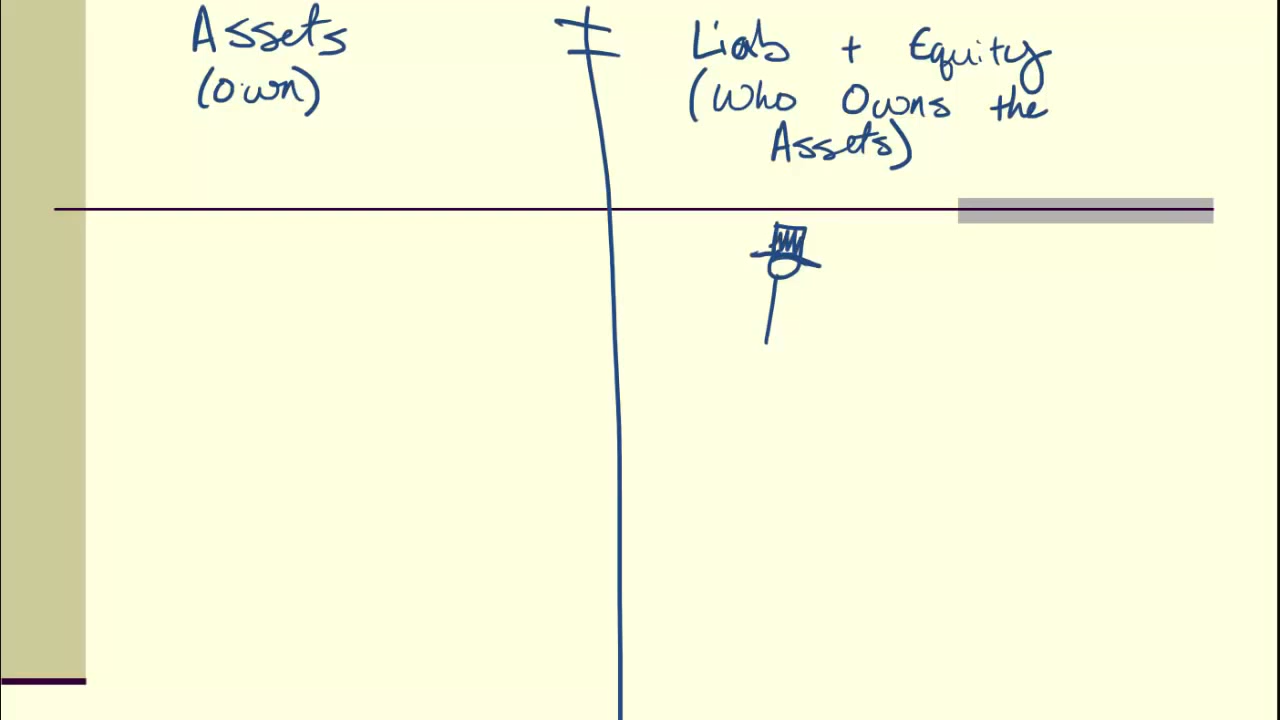 Assets = Liab + Equity
(own) (Who Owns the
Assets)